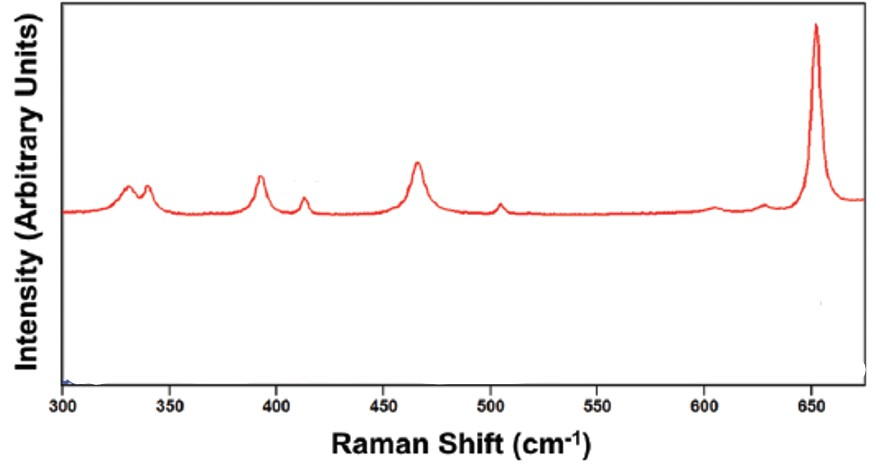 Intensity (Arbitrary Units)
300 350 400 450 500 550 600 650
Raman Shift (cm⁻¹)